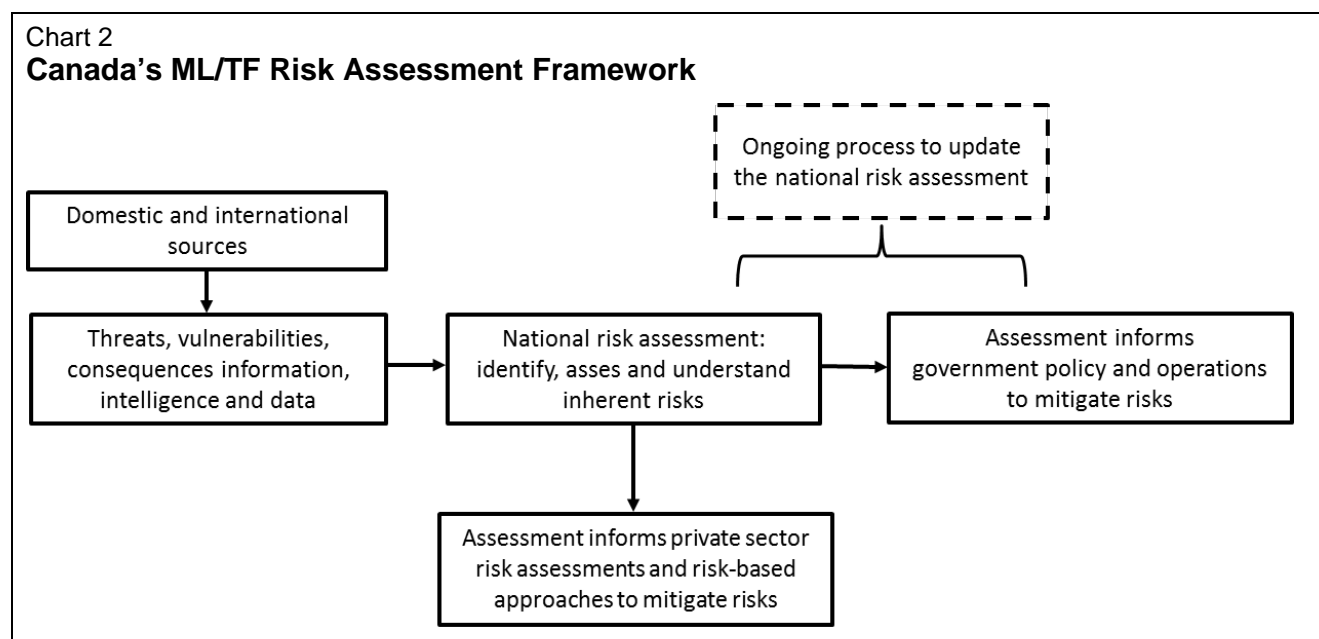 Chart 2
Canada's ML/TF Risk Assessment Framework
Ongoing process to update
the national risk assessment
Domestic and international
sources
Threats, vulnerabilities,
consequences information,
intelligence and data
National risk assessment:
identify, asses and understand
inherent risks
Assessment informs
government policy and operations
to mitigate risks
Assessment informs private sector
risk assessments and risk-based
approaches to mitigate risks